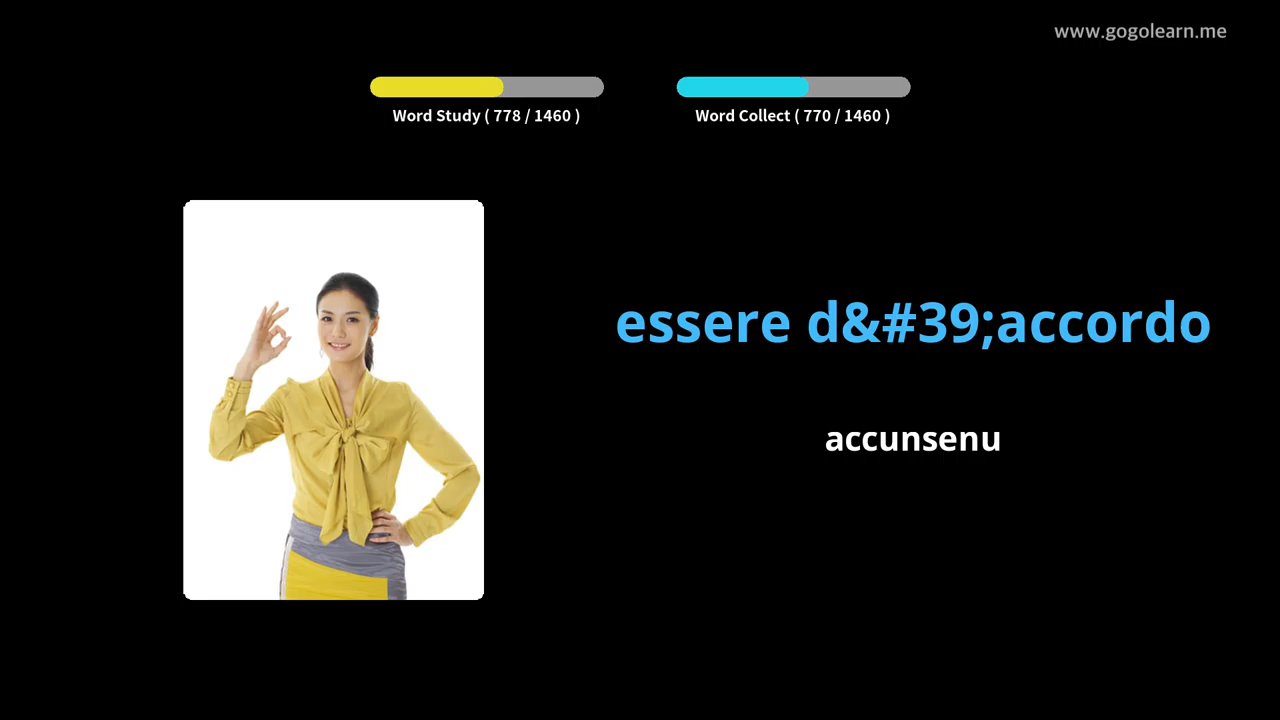 www.gogolearn.me
Word Study ( 778 / 1460 )
Word Collect ( 770 / 1460 )
essere d&#39;accordo
accunsenu